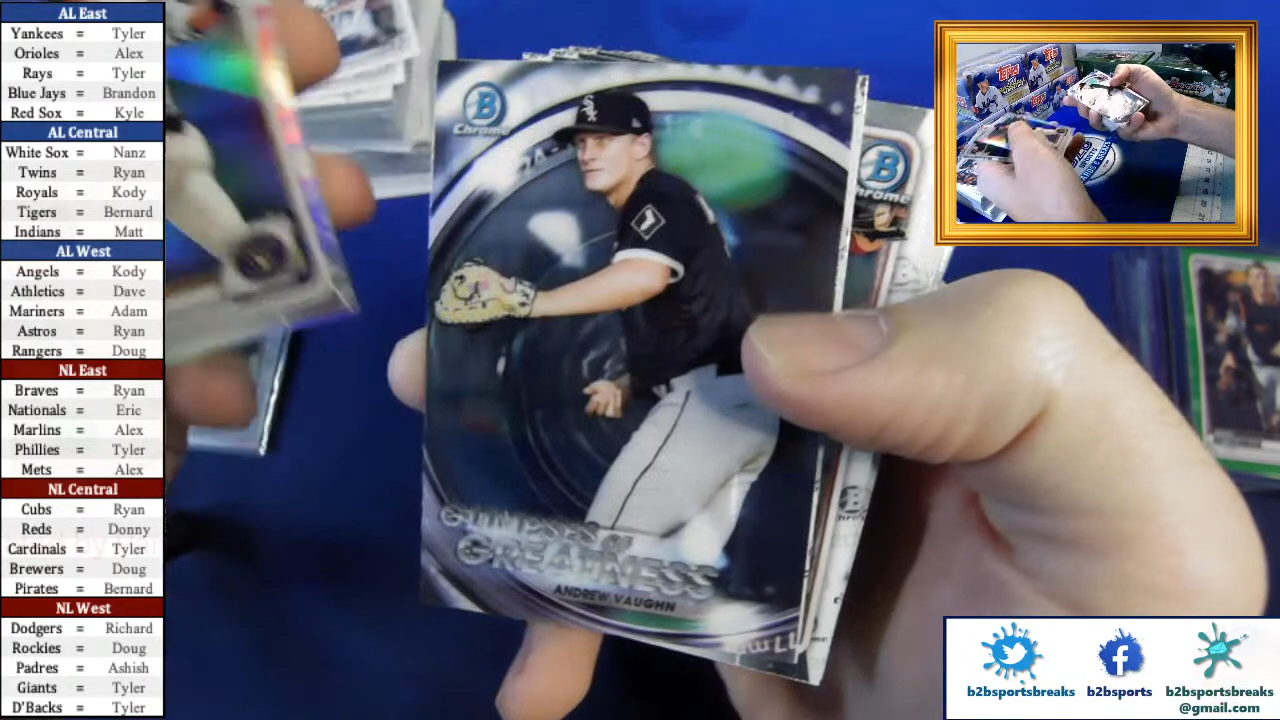 AL East
Yankees = Tyler
Orioles = Alex
Rays = Tyler
Blue Jays = Brandon
Red Sox = Kyle
AL Central
White Sox = Nanz
Twins = Ryan
Royals = Kody
Tigers = Bernard
Indians = Matt
AL West
Angels = Kody
Athletics = Dave
Mariners = Adam
Astros = Ryan
Rangers = Doug
NL East
Braves = Ryan
Nationals = Eric
Marlins = Alex
Phillies = Tyler
Mets = Alex
NL Central
Cubs = Ryan
Reds = Donny
Cardinals = Tyler
Brewers = Doug
Pirates = Bernard
NL West
Dodgers = Richard
Rockies = Doug
Padres = Ashish
Giants = Tyler
D'Backs = Tyler
B
Chrome
SOX
GLIMPSES OF
GREATNESS
ANDREW VAUGHN
B
Chrome
TOPPS
b2bsportsbreaks
b2bsports
b2bsportsbreaks
@gmail.com